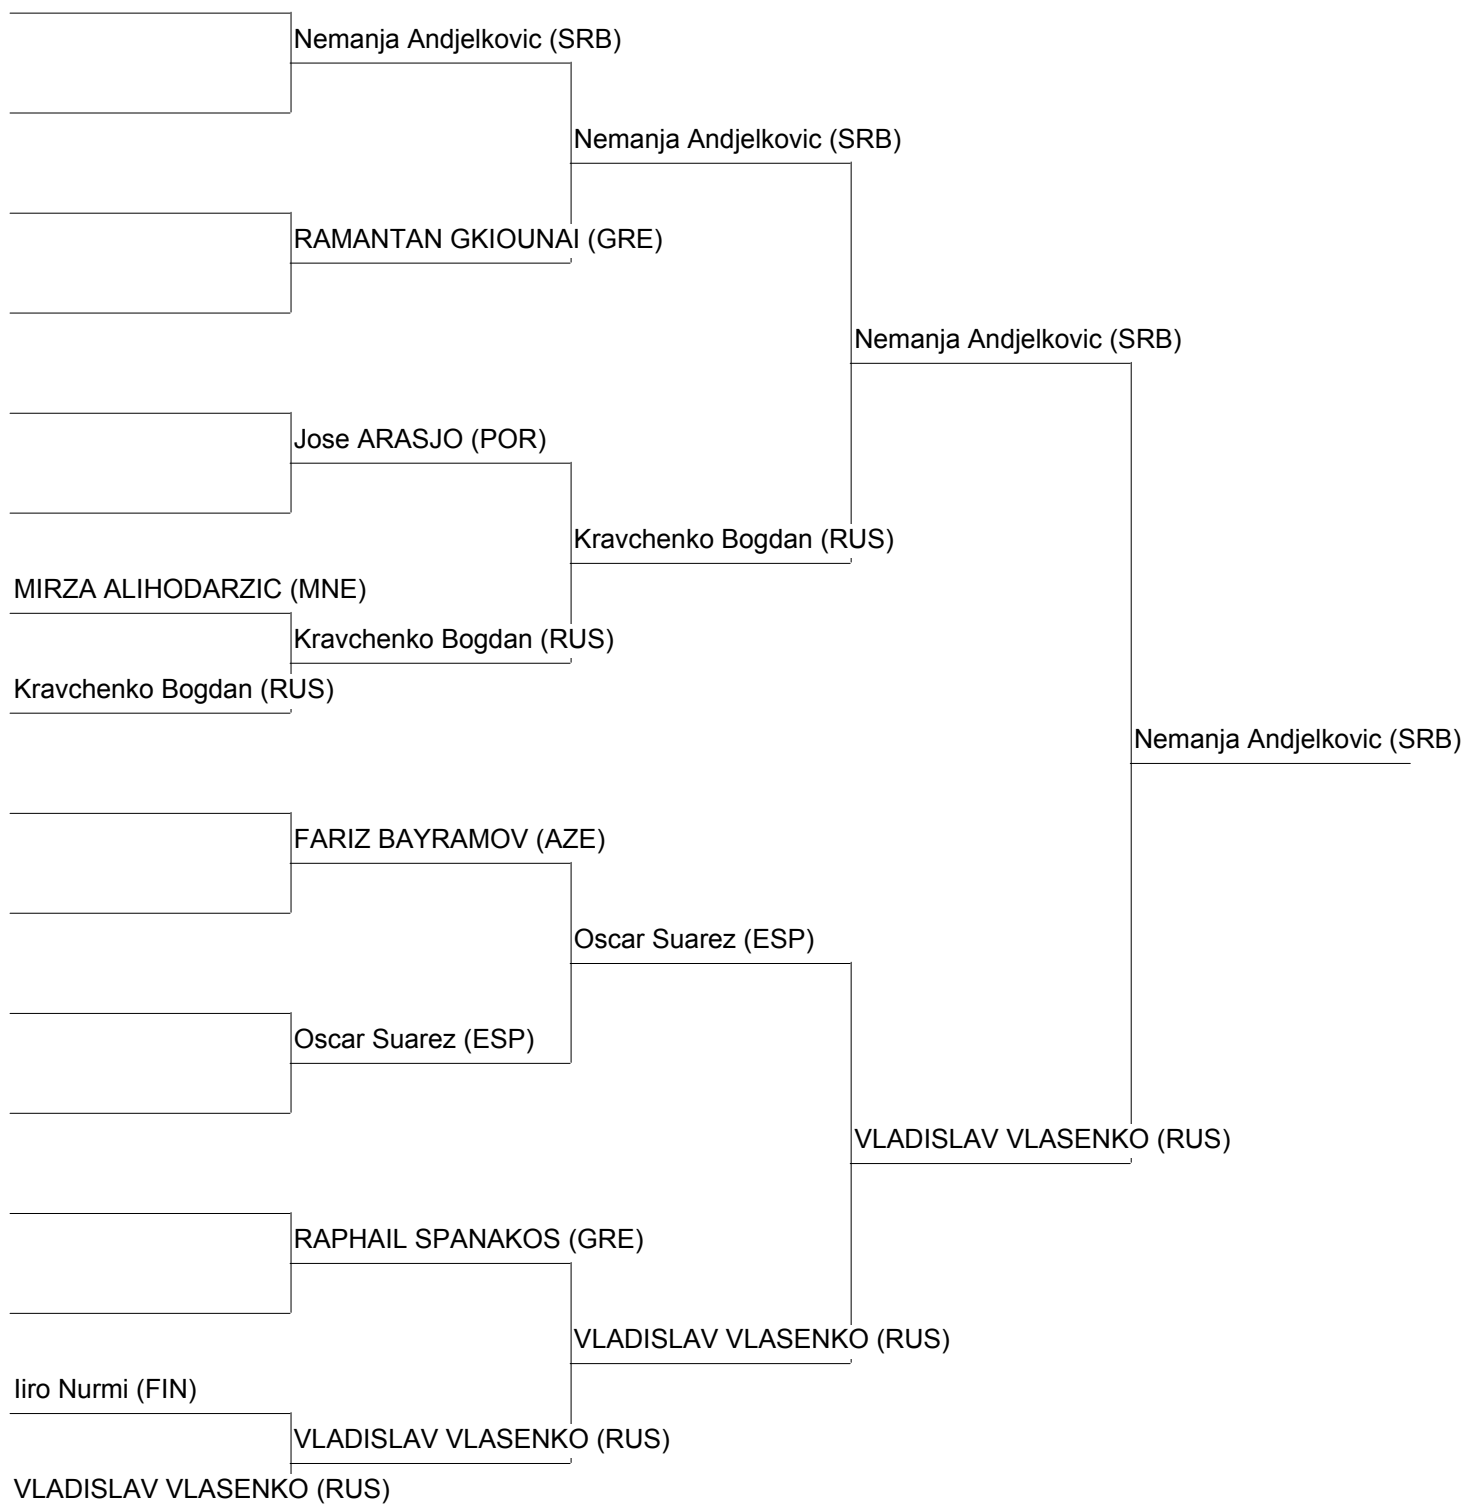 Nemanja Andjelkovic (SRB)
Nemanja Andjelkovic (SRB)
RAMANTAN GKIOUNAI (GRE)
Nemanja Andjelkovic (SRB)
Jose ARASJO (POR)
Kravchenko Bogdan (RUS)
MIRZA ALIHODARZIC (MNE)
Kravchenko Bogdan (RUS)
Kravchenko Bogdan (RUS)
Nemanja Andjelkovic (SRB)
FARIZ BAYRAMOV (AZE)
Oscar Suarez (ESP)
Oscar Suarez (ESP)
VLADISLAV VLASENKO (RUS)
RAPHAIL SPANAKOS (GRE)
VLADISLAV VLASENKO (RUS)
Iiro Nurmi (FIN)
VLADISLAV VLASENKO (RUS)
VLADISLAV VLASENKO (RUS)